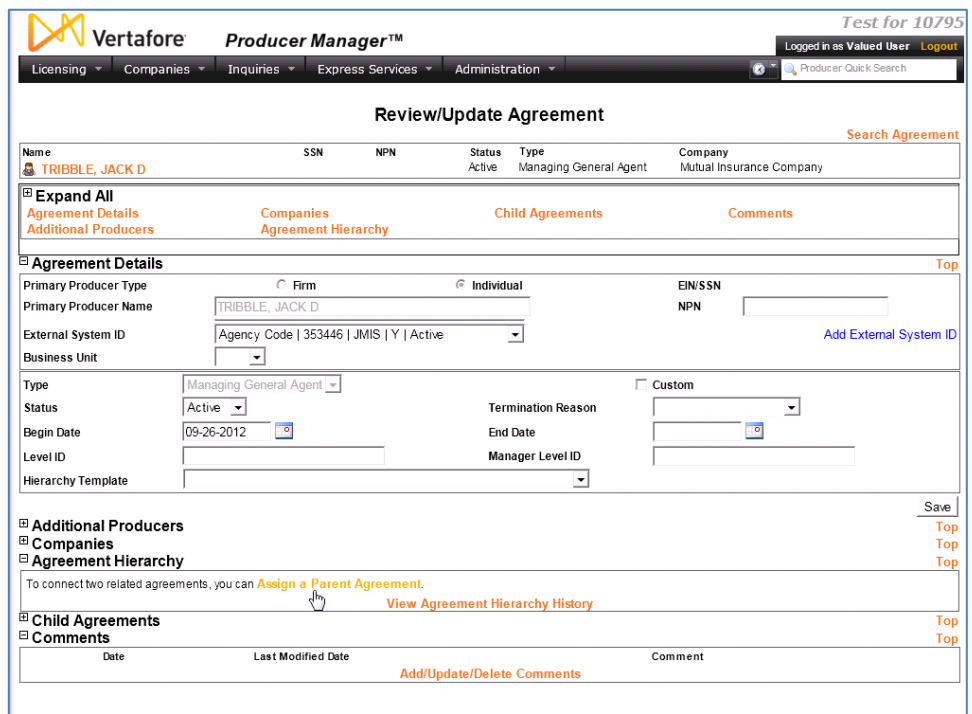 Test for 10795
Vertafore
Producer Manager™
Logged in as Valued User Logout
Licensing Companies Inquiries Express Services Administration Producer Quick Search
Review/Update Agreement
Search Agreement
Name SSN NPN Status Type Company
TRIBBLE, JACK D Active Managing General Agent Mutual Insurance Company
Expand All
Agreement Details Companies Child Agreements Comments
Additional Producers Agreement Hierarchy
Agreement Details Top
Primary Producer Type Firm Individual EIN/SSN
Primary Producer Name TRIBBLE, JACK D NPN
External System ID Agency Code | 353446 | JMIS | Y | Active Add External System ID
Business Unit
Type Managing General Agent Custom
Status Active Termination Reason
Begin Date 09-26-2012 End Date
Level ID Manager Level ID
Hierarchy Template
Save
Additional Producers Top
Companies Top
Agreement Hierarchy Top
To connect two related agreements, you can Assign a Parent Agreement.
View Agreement Hierarchy History
Child Agreements Top
Comments Top
Date Last Modified Date Comment
Add/Update/Delete Comments